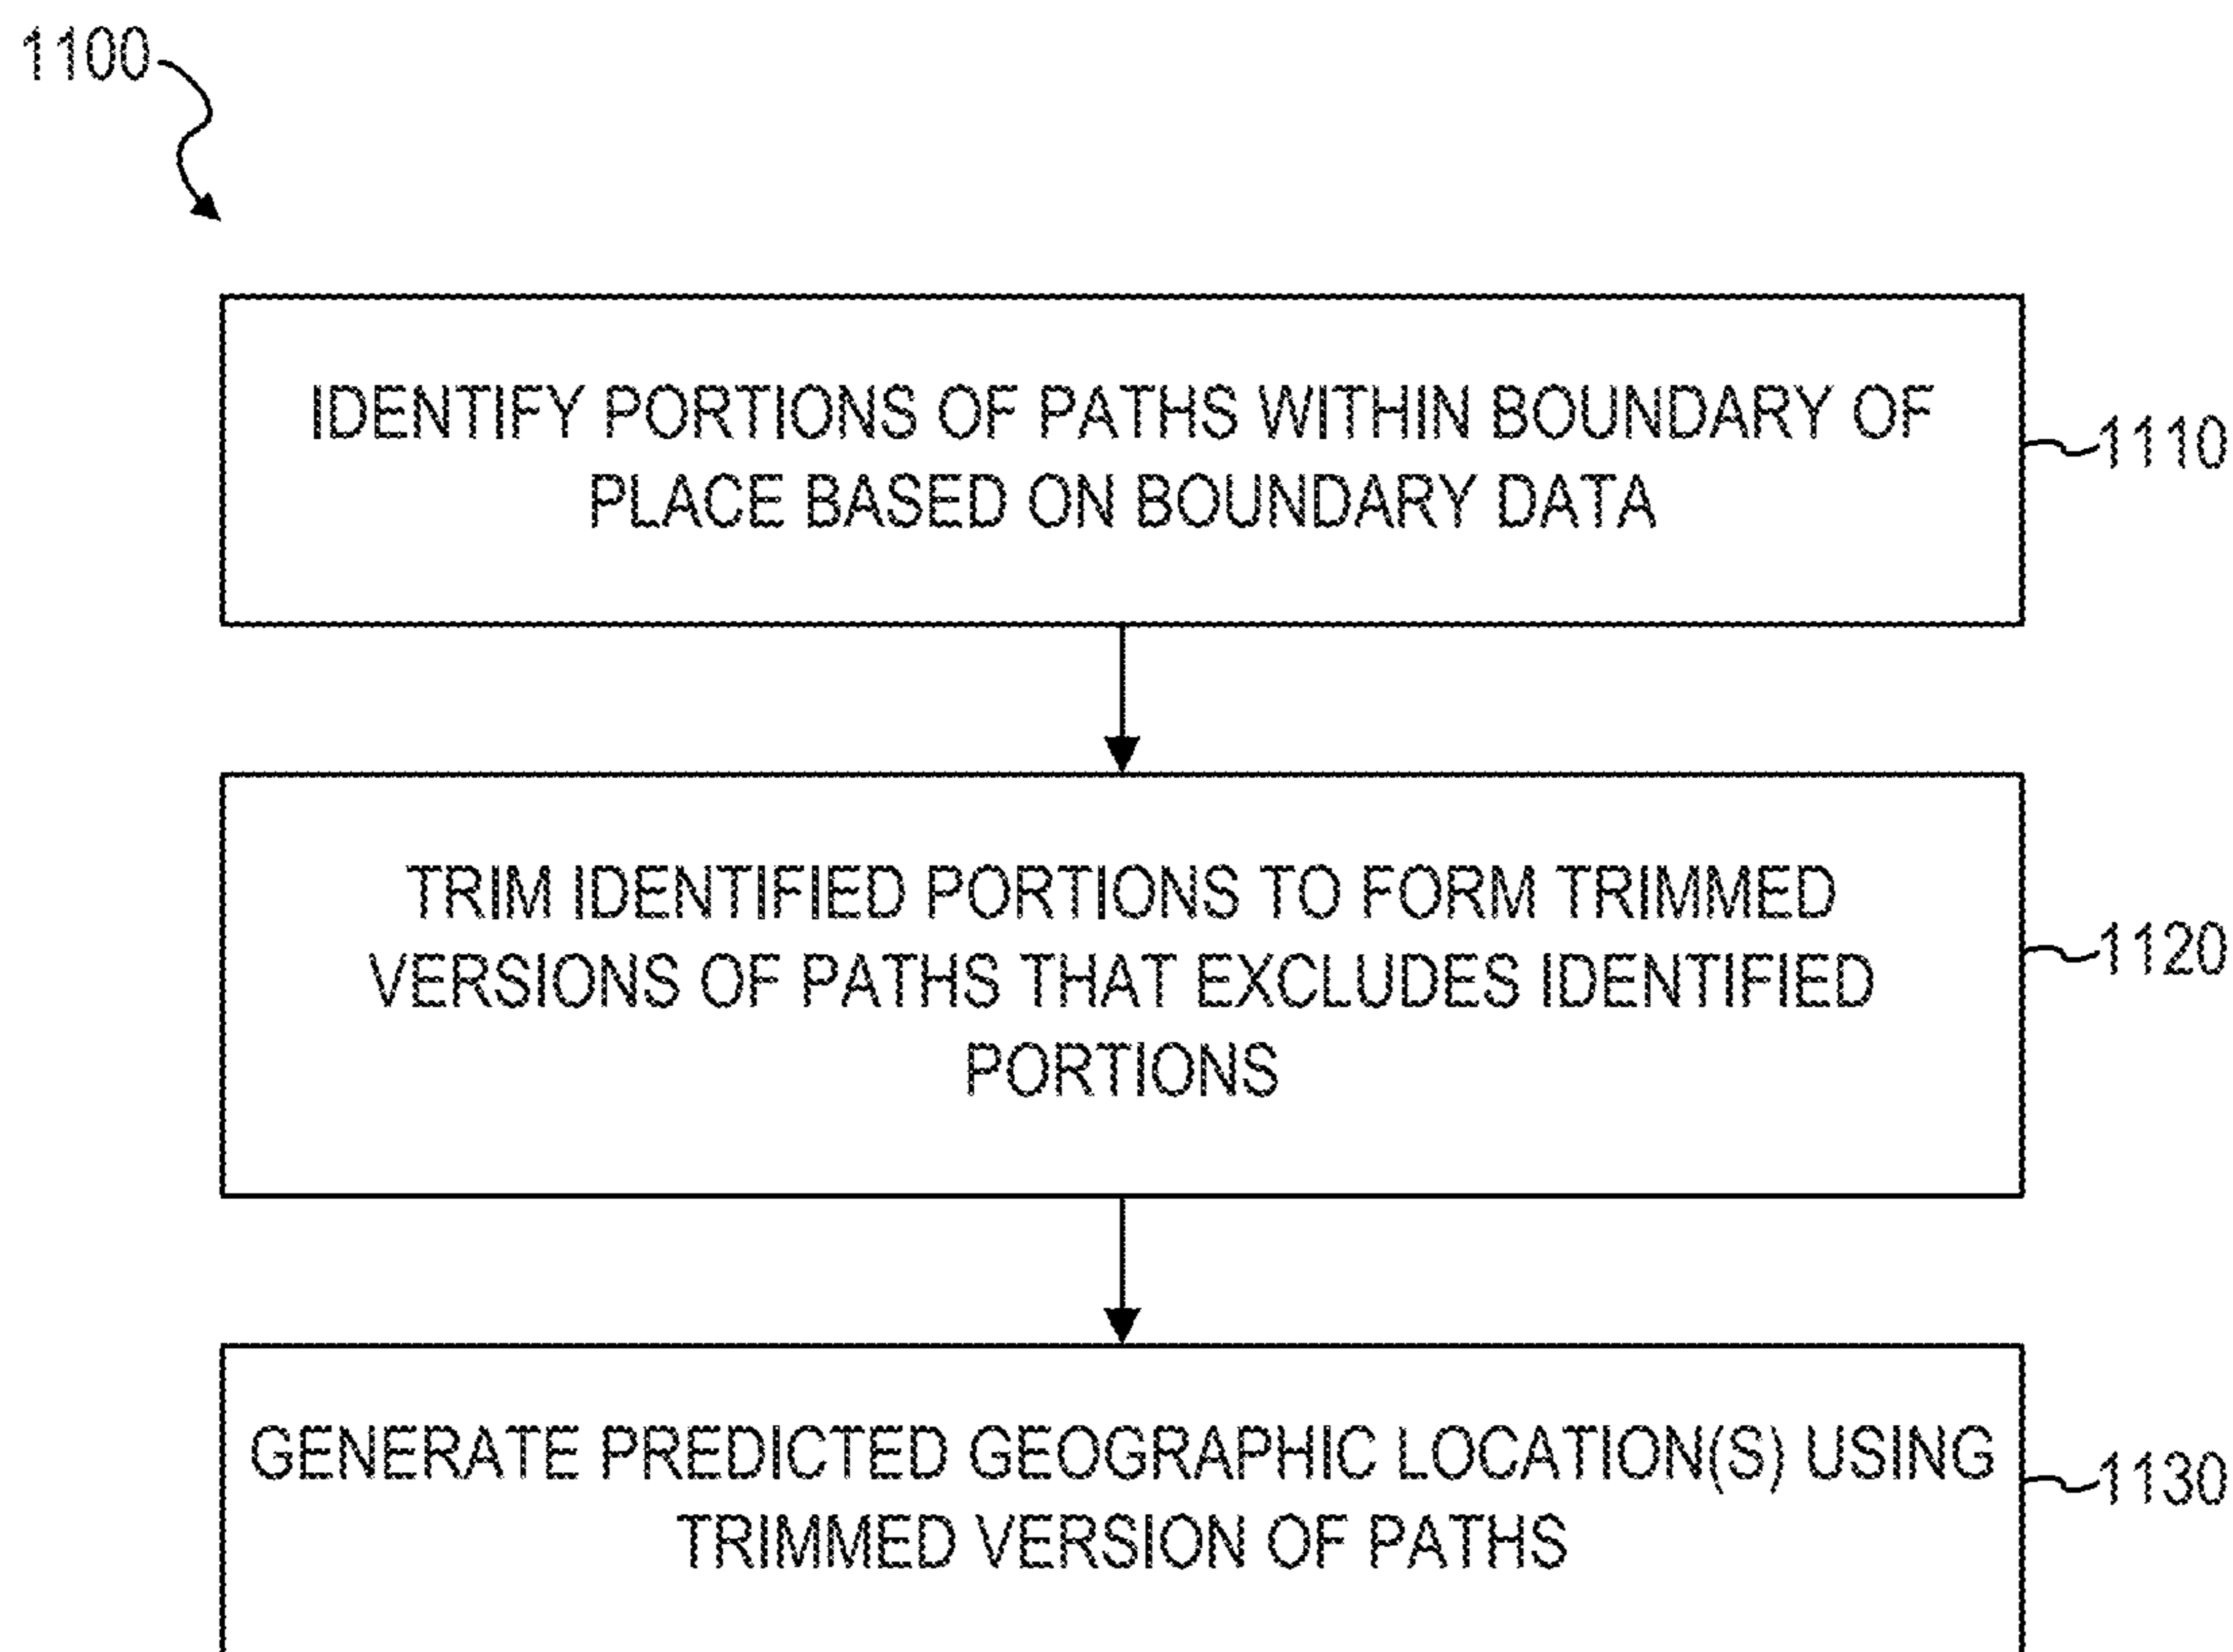 1100
IDENTIFY PORTIONS OF PATHS WITHIN BOUNDARY OF
PLACE BASED ON BOUNDARY DATA
1110
TRIM IDENTIFIED PORTIONS TO FORM TRIMMED
VERSIONS OF PATHS THAT EXCLUDES IDENTIFIED
PORTIONS
1120
GENERATE PREDICTED GEOGRAPHIC LOCATION(S) USING
TRIMMED VERSION OF PATHS
1130